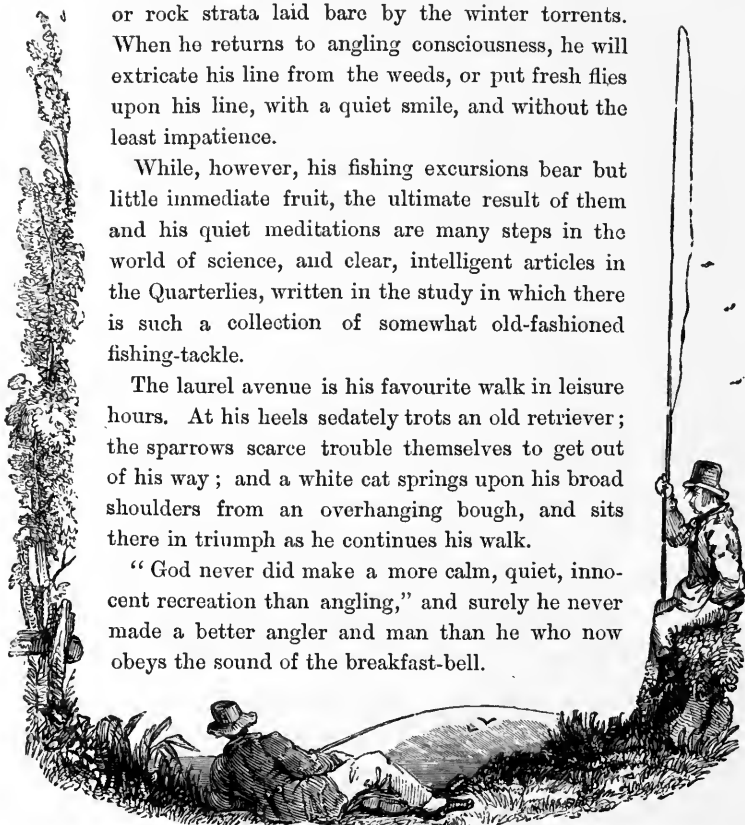 or rock strata laid bare by the winter torrents.
When he returns to angling consciousness, he will
extricate his line from the weeds, or put fresh flies
upon his line, with a quiet smile, and without the
least impatience.
While, however, his fishing excursions bear but
little immediate fruit, the ultimate result of them
and his quiet meditations are many steps in the
world of science, and clear, intelligent articles in
the Quarterlies, written in the study in which there
is such a collection of somewhat old-fashioned
fishing-tackle.
The laurel avenue is his favourite walk in leisure
hours. At his heels sedately trots an old retriever;
the sparrows scarce trouble themselves to get out
of his way; and a white cat springs upon his broad
shoulders from an overhanging bough, and sits
there in triumph as he continues his walk.
" God never did make a more calm, quiet, inno-
cent recreation than angling," and surely he never
made a better angler and man than he who now
obeys the sound of the breakfast-bell.